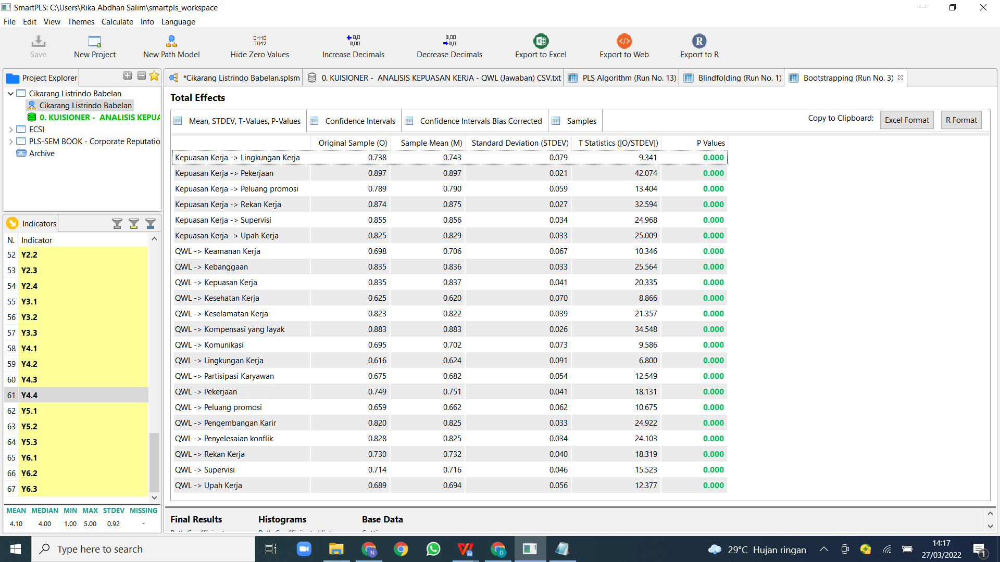 SmartPLS: C:\Users\Rika Abdhan Salim\smartpls_workspace
File Edit View Themes Calculate Info Language
Save New Project New Path Model Hide Zero Values Increase Decimals Decrease Decimals Export to Excel Export to Web Export to R
Project Explorer
Cikarang Listrindo Babelan
Cikarang Listrindo Babelan
0. KUISIONER - ANALISIS KEPUA
ECSI
PLS-SEM BOOK - Corporate Reputatio
Archive
Indicators
N. Indicator
52 Y2.2
53 Y2.3
54 Y2.4
55 Y3.1
56 Y3.2
57 Y3.3
58 Y4.1
59 Y4.2
60 Y4.3
61 Y4.4
62 Y5.1
63 Y5.2
64 Y5.3
65 Y6.1
66 Y6.2
67 Y6.3
MEAN MEDIAN MIN MAX STDEV MISSING
4.10 4.00 1.00 5.00 0.92 -
*Cikarang Listrindo Babelan.splsm 0. KUISIONER - ANALISIS KEPUASAN KERJA - QWL (Jawaban) CSV.txt PLS Algorithm (Run No. 13) Blindfolding (Run No. 1) Bootstrapping (Run No. 3)
Total Effects
Mean, STDEV, T-Values, P-Values Confidence Intervals Confidence Intervals Bias Corrected Samples Copy to Clipboard: Excel Format R Format
Original Sample (O) Sample Mean (M) Standard Deviation (STDEV) T Statistics (|O/STDEV|) P Values
Kepuasan Kerja -> Lingkungan Kerja 0.738 0.743 0.079 9.341 0.000
Kepuasan Kerja -> Pekerjaan 0.897 0.897 0.021 42.074 0.000
Kepuasan Kerja -> Peluang promosi 0.789 0.790 0.059 13.404 0.000
Kepuasan Kerja -> Rekan Kerja 0.874 0.875 0.027 32.594 0.000
Kepuasan Kerja -> Supervisi 0.855 0.856 0.034 24.968 0.000
Kepuasan Kerja -> Upah Kerja 0.825 0.829 0.033 25.009 0.000
QWL -> Keamanan Kerja 0.698 0.706 0.067 10.346 0.000
QWL -> Kebanggaan 0.835 0.836 0.033 25.564 0.000
QWL -> Kepuasan Kerja 0.835 0.837 0.041 20.335 0.000
QWL -> Kesehatan Kerja 0.625 0.620 0.070 8.866 0.000
QWL -> Keselamatan Kerja 0.823 0.822 0.039 21.357 0.000
QWL -> Kompensasi yang layak 0.883 0.883 0.026 34.548 0.000
QWL -> Komunikasi 0.695 0.702 0.073 9.586 0.000
QWL -> Lingkungan Kerja 0.616 0.624 0.091 6.800 0.000
QWL -> Partisipasi Karyawan 0.675 0.682 0.054 12.549 0.000
QWL -> Pekerjaan 0.749 0.751 0.041 18.131 0.000
QWL -> Peluang promosi 0.659 0.662 0.062 10.675 0.000
QWL -> Pengembangan Karir 0.820 0.825 0.033 24.922 0.000
QWL -> Penyelesaian konflik 0.828 0.825 0.034 24.103 0.000
QWL -> Rekan Kerja 0.730 0.732 0.040 18.319 0.000
QWL -> Supervisi 0.714 0.716 0.046 15.523 0.000
QWL -> Upah Kerja 0.689 0.694 0.056 12.377 0.000
Final Results Histograms Base Data
Type here to search
29°C Hujan ringan
14:17
27/03/2022
1